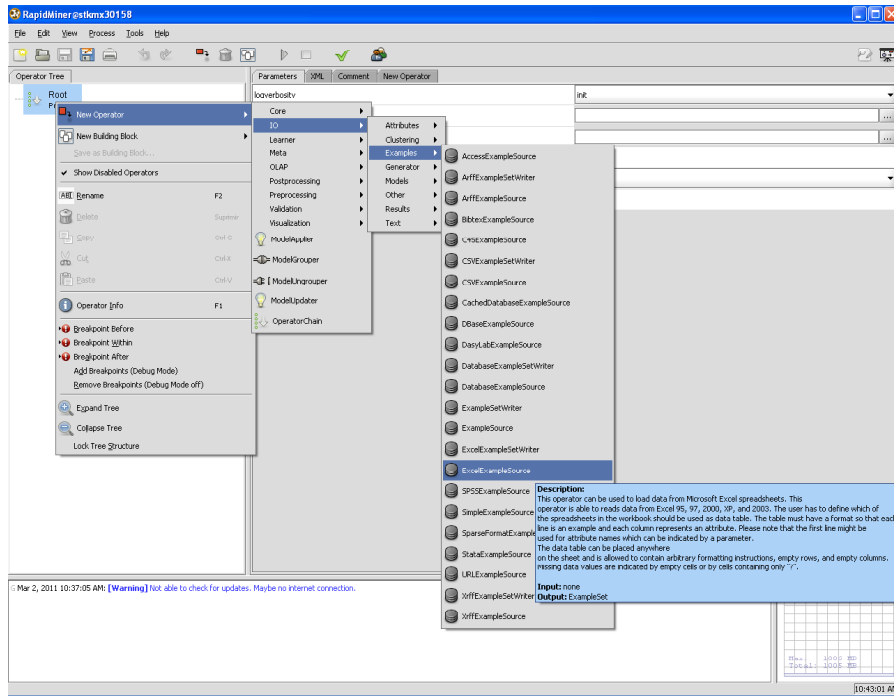 RapidMiner@stkmx30158
File Edit View Process Tools Help
Operator Tree
Parameters XML Comment New Operator
Root
logverbosity
init
New Operator
New Building Block
Save as Building Block...
Show Disabled Operators
Rename F2
Delete Suprimir
Copy Ctrl-C
Cut Ctrl-X
Paste Ctrl-V
Operator Info F1
Breakpoint Before
Breakpoint Within
Breakpoint After
Add Breakpoints (Debug Mode)
Remove Breakpoints (Debug Mode off)
Expand Tree
Collapse Tree
Lock Tree Structure
Core
IO
Learner
Meta
OLAP
Postprocessing
Preprocessing
Validation
Visualization
ModelApplier
ModelGrouper
ModelUngrouper
ModelUpdater
OperatorChain
Attributes
Clustering
Examples
Generator
Models
Other
Results
Text
AccessExampleSource
ArffExampleSetWriter
ArffExampleSource
BibtexExampleSource
C45ExampleSource
CSVExampleSetWriter
CSVExampleSource
CachedDatabaseExampleSource
DBaseExampleSource
DasyLabExampleSource
DatabaseExampleSetWriter
DatabaseExampleSource
ExampleSetWriter
ExampleSource
ExcelExampleSetWriter
ExcelExampleSource
SPSSExampleSource
SimpleExampleSource
SparseFormatExample
StataExampleSource
URLExampleSource
XrffExampleSetWriter
XrffExampleSource
Description:
This operator can be used to load data from Microsoft Excel spreadsheets. This
operator is able to reads data from Excel 95, 97, 2000, XP, and 2003. The user has to define which of
the spreadsheets in the workbook should be used as data table. The table must have a format so that each
line is an example and each column represents an attribute. Please note that the first line might be
used for attribute names which can be indicated by a parameter.
The data table can be placed anywhere
on the sheet and is allowed to contain arbitrary formatting instructions, empty rows, and empty columns.
Missing data values are indicated by empty cells or by cells containing only "?".
Input: none
Output: ExampleSet
G Mar 2, 2011 10:37:05 AM: [Warning] Not able to check for updates. Maybe no internet connection.
Max: 1000 MB
Total: 1005 MB
10:43:01 AM